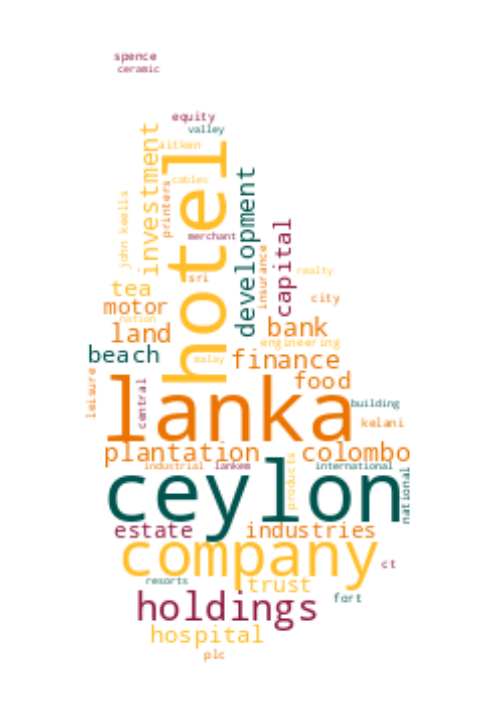 spence
ceramic
equity
valley
investment
aitken
hotel
cables
printers
development
john keells
merchant
capital
insurance
sri
realty
tea
city
motor
nation
land
bank
engineering
beach
malay
finance
leisure
food
central
lanka
building
kelani
plantation
colombo
industrial
lankem
products
international
ceylon
national
estate
industries
company
ct
resorts
trust
holdings
fort
hospital
plc